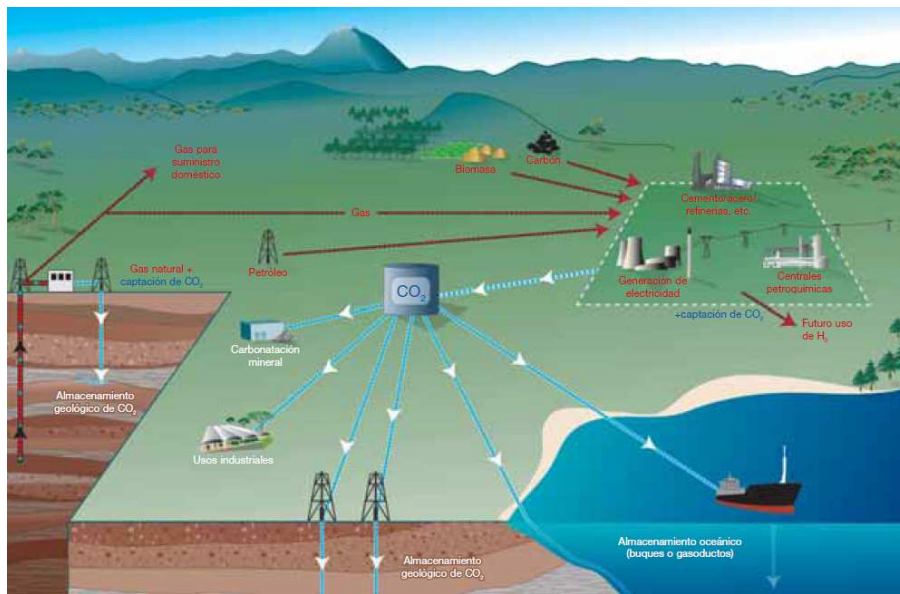 Gas para
suministro
doméstico
Carbón
Biomasa
Cemento/acero/
refinerías, etc.
Gas
Gas natural +
captación de CO₂
Petróleo
Generación de
electricidad
Centrales
petroquímicas
CO₂
+captación de CO₂
Futuro uso
de H₂
Carbonatación
mineral
Almacenamiento
geológico de CO₂
Usos industriales
Almacenamiento oceánico
(buques o gasoductos)
Almacenamiento
geológico de CO₂